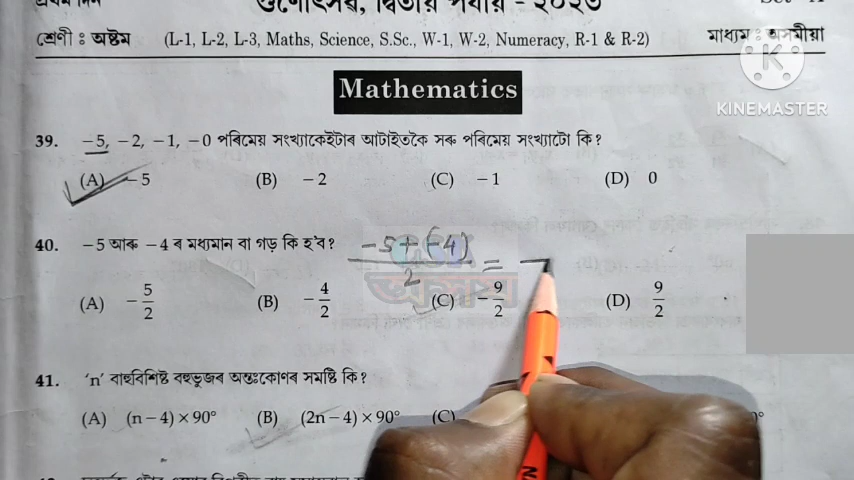 গুণোৎসৱ, দ্বিতীয় পৰ্যায় - ২০২৩
শ্ৰেণী : অষ্টম (L-1, L-2, L-3, Maths, Science, S.Sc., W-1, W-2, Numeracy, R-1 & R-2) মাধ্যম : অসমীয়া
KINEMASTER
Mathematics
39. −5, −2, −1, −0 পৰিমেয় সংখ্যাকেইটাৰ আটাইতকৈ সৰু পৰিমেয় সংখ্যাটো কি?
(A) −5 (B) −2 (C) −1 (D) 0
40. −5 আৰু −4 ৰ মধ্যমান বা গড় কি হ'ব? -5+(-4)/2 = -
(A) −5/2 (B) −4/2 (C) −9/2 (D) 9/2
41. 'n' বাহুবিশিষ্ট বহুভুজৰ অন্তঃকোণৰ সমষ্টি কি?
(A) (n−4)×90° (B) (2n−4)×90° (C)